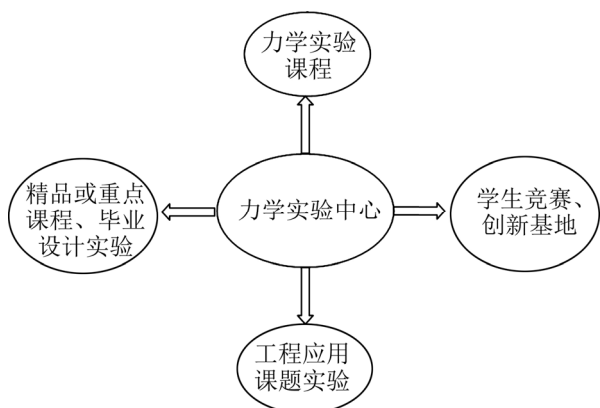 力学实验
课程
精品或重点
课程、毕业
设计实验
力学实验中心
学生竞赛、
创新基地
工程应用
课题实验